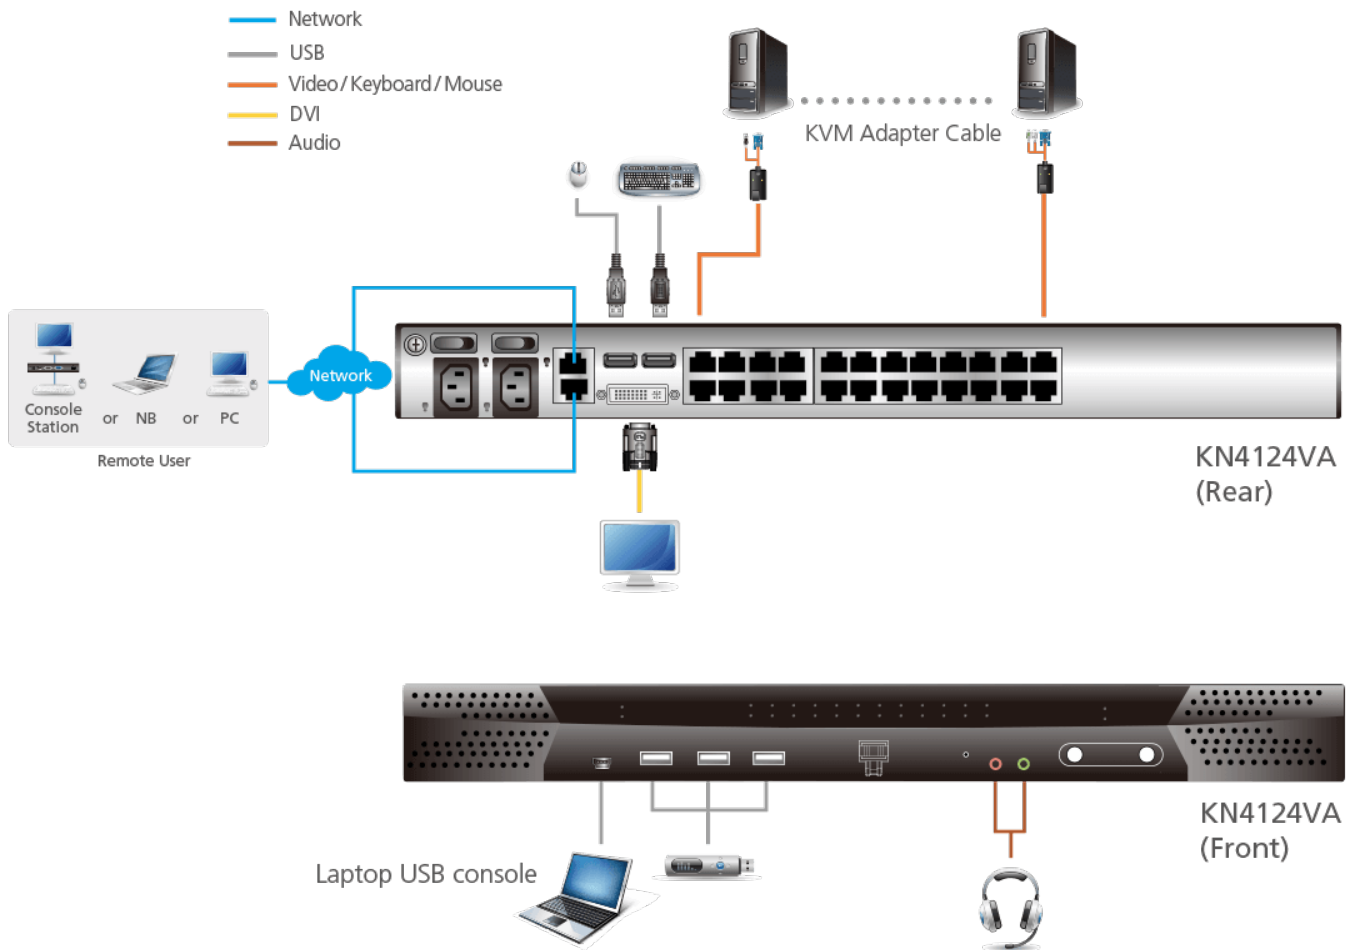 Network
USB
Video/Keyboard/Mouse
DVI
Audio
KVM Adapter Cable
Network
Console
Station
or
NB
or
PC
Remote User
KN4124VA
(Rear)
KN4124VA
(Front)
Laptop USB console